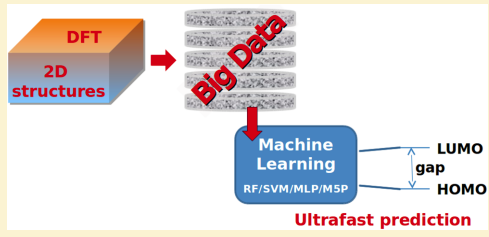 DFT
2D
structures
Big Data
Machine
Learning
RF/SVM/MLP/M5P
LUMO
gap
HOMO
Ultrafast prediction